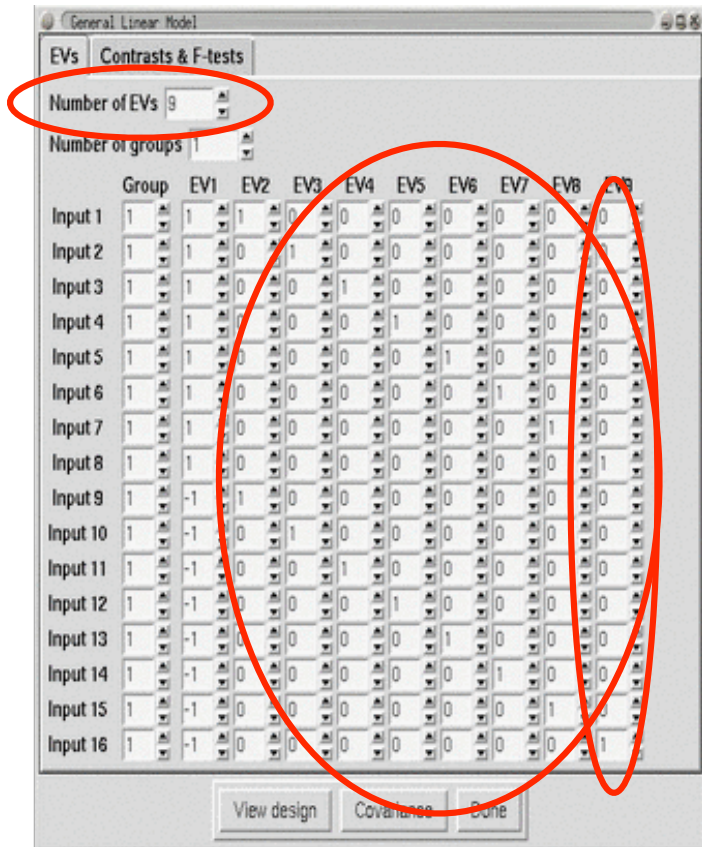 General Linear Model
EVs Contrasts & F-tests
Number of EVs 9
Number of groups 1
Group EV1 EV2 EV3 EV4 EV5 EV6 EV7 EV8 EV9
Input 1 1 1 1 0 0 0 0 0 0 0
Input 2 1 1 0 1 0 0 0 0 0 0
Input 3 1 1 0 0 1 0 0 0 0 0
Input 4 1 1 0 0 0 1 0 0 0 0
Input 5 1 1 0 0 0 0 1 0 0 0
Input 6 1 1 0 0 0 0 0 1 0 0
Input 7 1 1 0 0 0 0 0 0 1 0
Input 8 1 1 0 0 0 0 0 0 0 1
Input 9 1 -1 1 0 0 0 0 0 0 0
Input 10 1 -1 0 1 0 0 0 0 0 0
Input 11 1 -1 0 0 1 0 0 0 0 0
Input 12 1 -1 0 0 0 1 0 0 0 0
Input 13 1 -1 0 0 0 0 1 0 0 0
Input 14 1 -1 0 0 0 0 0 1 0 0
Input 15 1 -1 0 0 0 0 0 0 1 0
Input 16 1 -1 0 0 0 0 0 0 0 1
View design Covariance Done